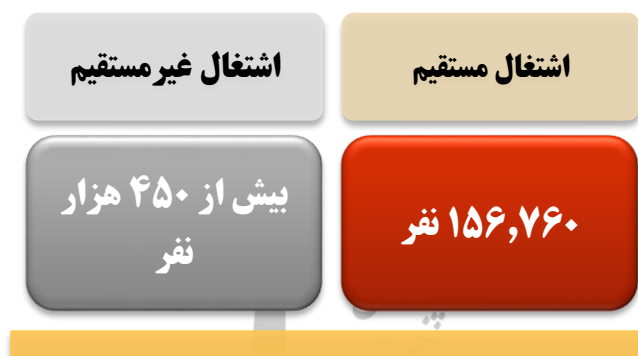 اشتغال مستقیم
اشتغال غیرمستقیم
۱۵۶,۷۶۰ نفر
بیش از ۴۵۰ هزار
نفر